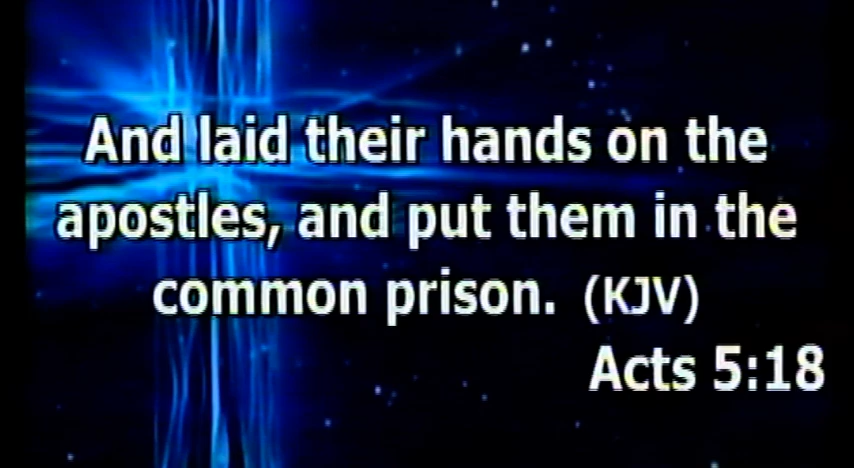 And laid their hands on the
apostles, and put them in the
common prison. (KJV)
Acts 5:18